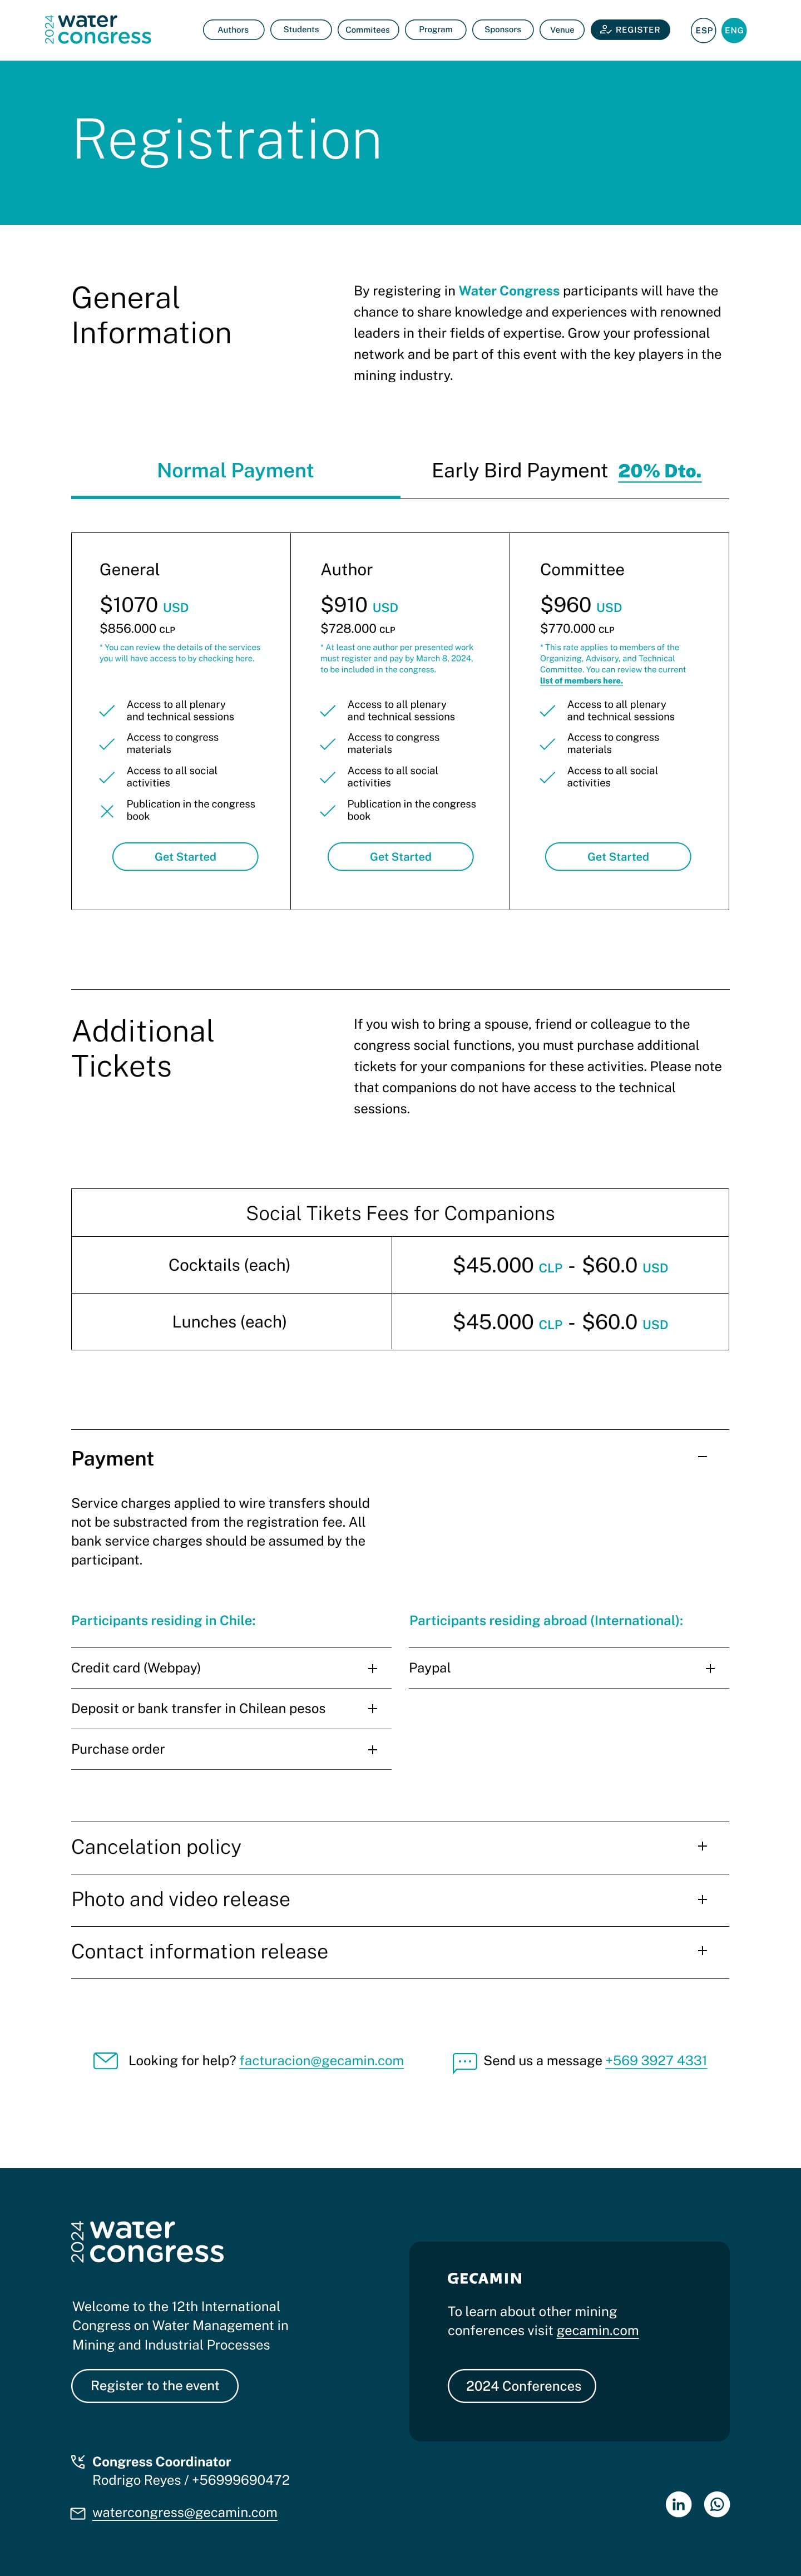 2024
water
congress
Authors
Students
Commitees
Program
Sponsors
Venue
REGISTER
ESP
ENG
Registration
General
Information
By registering in Water Congress participants will have the
chance to share knowledge and experiences with renowned
leaders in their fields of expertise. Grow your professional
network and be part of this event with the key players in the
mining industry.
Normal Payment
Early Bird Payment 20% Dto.
General
$1070 USD
$856.000 CLP
* You can review the details of the services
you will have access to by checking here.
Access to all plenary
and technical sessions
Access to congress
materials
Access to all social
activities
Publication in the congress
book
Get Started
Author
$910 USD
$728.000 CLP
* At least one author per presented work
must register and pay by March 8, 2024,
to be included in the congress.
Access to all plenary
and technical sessions
Access to congress
materials
Access to all social
activities
Publication in the congress
book
Get Started
Committee
$960 USD
$770.000 CLP
* This rate applies to members of the
Organizing, Advisory, and Technical
Committee. You can review the current
list of members here.
Access to all plenary
and technical sessions
Access to congress
materials
Access to all social
activities
Get Started
Additional
Tickets
If you wish to bring a spouse, friend or colleague to the
congress social functions, you must purchase additional
tickets for your companions for these activities. Please note
that companions do not have access to the technical
sessions.
Social Tikets Fees for Companions
Cocktails (each)
$45.000 CLP - $60.0 USD
Lunches (each)
$45.000 CLP - $60.0 USD
Payment
Service charges applied to wire transfers should
not be substracted from the registration fee. All
bank service charges should be assumed by the
participant.
Participants residing in Chile:
Credit card (Webpay)
Deposit or bank transfer in Chilean pesos
Purchase order
Participants residing abroad (International):
Paypal
Cancelation policy
Photo and video release
Contact information release
Looking for help? facturacion@gecamin.com
Send us a message +569 3927 4331
2024
water
congress
Welcome to the 12th International
Congress on Water Management in
Mining and Industrial Processes
Register to the event
GECAMIN
To learn about other mining
conferences visit gecamin.com
2024 Conferences
Congress Coordinator
Rodrigo Reyes / +56999690472
watercongress@gecamin.com
in